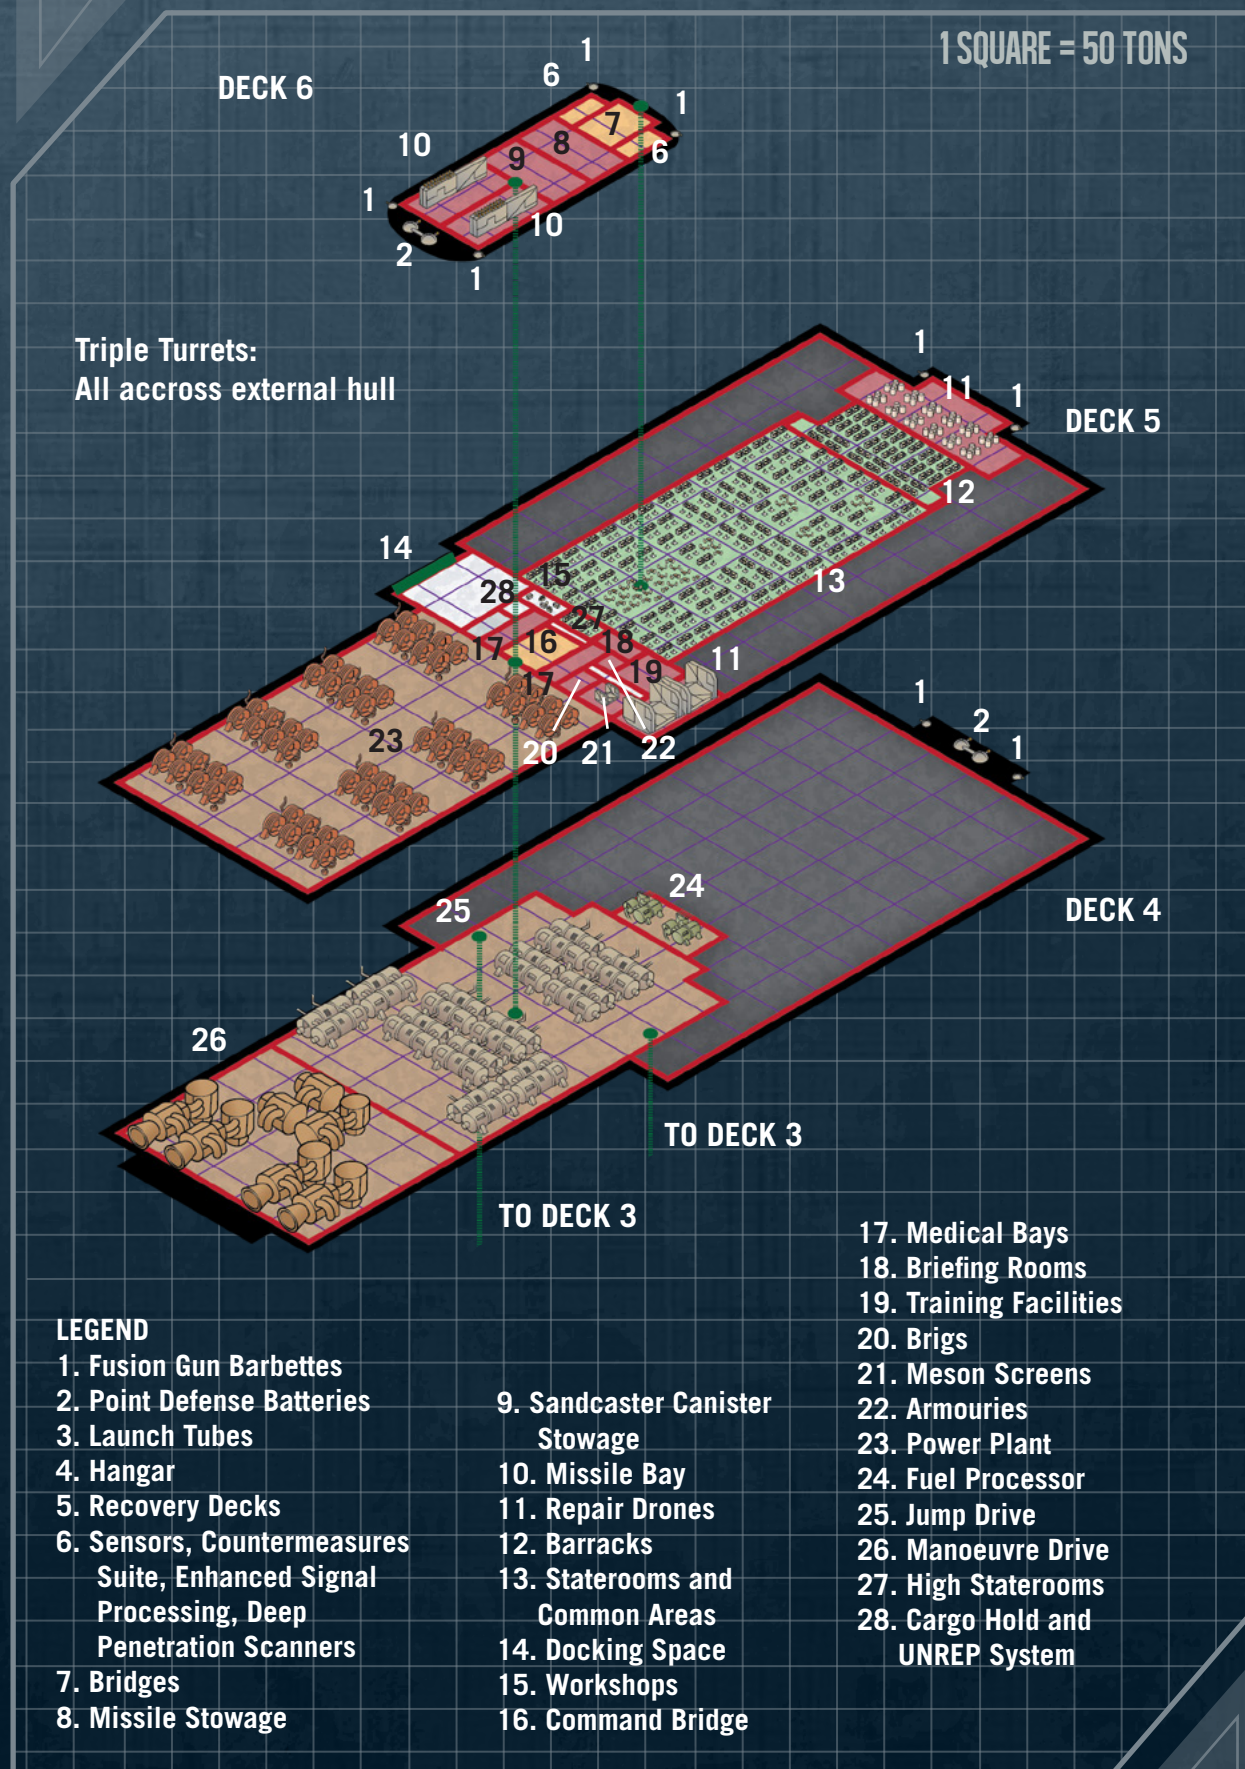 1 SQUARE = 50 TONS
DECK 6
1
6
1
7
8
6
10
9
1
10
2
1
Triple Turrets:
All accross external hull
1
11
1
DECK 5
12
14
15
13
28
27
16
18
17
19
11
17
23
20
21
22
1
2
1
24
25
DECK 4
26
TO DECK 3
TO DECK 3
LEGEND
1. Fusion Gun Barbettes
2. Point Defense Batteries
3. Launch Tubes
4. Hangar
5. Recovery Decks
6. Sensors, Countermeasures
Suite, Enhanced Signal
Processing, Deep
Penetration Scanners
7. Bridges
8. Missile Stowage
9. Sandcaster Canister
Stowage
10. Missile Bay
11. Repair Drones
12. Barracks
13. Staterooms and
Common Areas
14. Docking Space
15. Workshops
16. Command Bridge
17. Medical Bays
18. Briefing Rooms
19. Training Facilities
20. Brigs
21. Meson Screens
22. Armouries
23. Power Plant
24. Fuel Processor
25. Jump Drive
26. Manoeuvre Drive
27. High Staterooms
28. Cargo Hold and
UNREP System